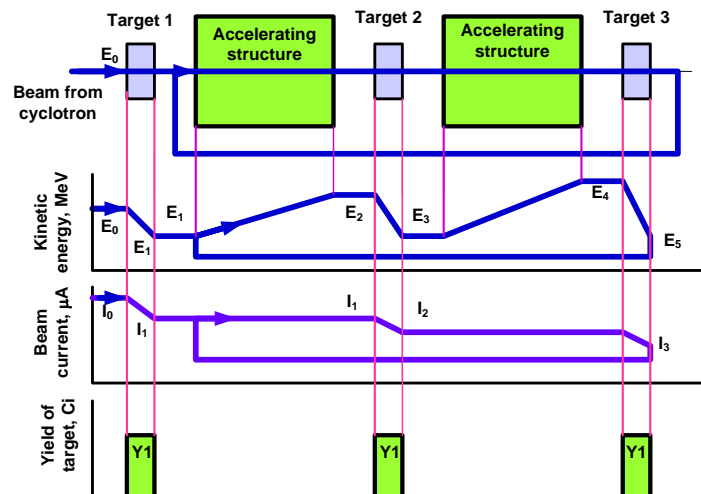 Target 1
Accelerating
structure
Target 2
Accelerating
structure
Target 3
E0
Beam from
cyclotron
Kinetic
energy, MeV
E0
E1
E1
E2
E3
E4
E5
Beam
current, µA
I0
I1
I1
I2
I3
Yield of
target, Ci
Y1
Y1
Y1